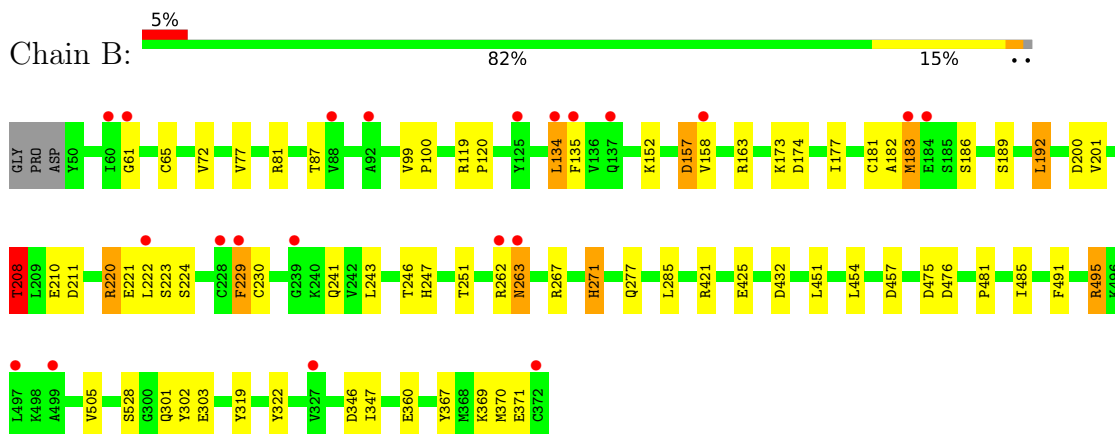 5%
Chain B:
82% 15% • •
GLY PRO ASP Y50 I60 G61 C65 V72 V77 R81 T87 V88 A92 V99 P100 R119 P120 Y125 L134 F135 V136 Q137 K152 D157 V158 R163 K173 D174 I177 C181 A182 M183 E184 S185 S186 S189 L192 D200 V201
T208 L209 E210 D211 R220 E221 L222 S223 S224 C228 F229 C230 G239 K240 Q241 V242 L243 T246 H247 T251 R262 N263 R267 H271 Q277 L285 R421 E425 D432 L451 L454 D457 D475 D476 P481 I485 F491 R495 K496
L497 K498 A499 V505 S528 G300 Q301 Y302 E303 Y319 Y322 V327 D346 I347 E360 Y367 M368 K369 M370 E371 C372